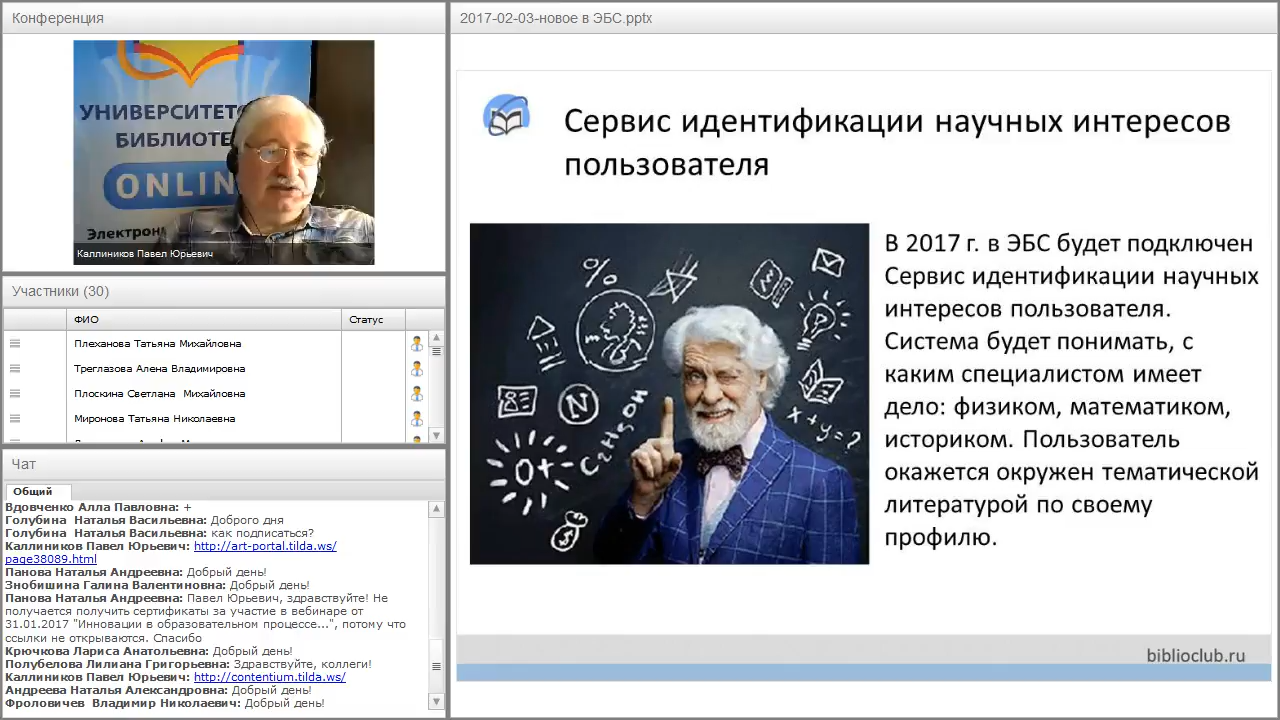 Конференция
УНИВЕРСИТЕТ
БИБЛИОТЕ
ONLIN
Электрон
Каллиников Павел Юрьевич
Участники (30)
ФИО
Статус
Плеханова Татьяна Михайловна
Треглазова Алена Владимировна
Плоскина Светлана  Михайловна
Миронова Татьяна Николаевна
Чат
Общий
Вдовченко Алла Павловна: +
Голубина  Наталья Васильевна: Доброго дня
Голубина  Наталья Васильевна: как подписаться?
Каллиников Павел Юрьевич: http://art-portal.tilda.ws/
page38089.html
Панова Наталья Андреевна: Добрый день!
Знобишина Галина Валентиновна: Добрый день!
Панова Наталья Андреевна: Павел Юрьевич, здравствуйте! Не
получается получить сертификаты за участие в вебинаре от
31.01.2017 "Инновации в образовательном процессе...", потому что
ссылки не открываются. Спасибо
Крючкова Лариса Анатольевна: Добрый день!
Полубелова Лилиана Григорьевна: Здравствуйте, коллеги!
Каллиников Павел Юрьевич: http://contentium.tilda.ws/
Андреева Наталья Александровна: Добрый день!
Фроловичев  Владимир Николаевич: Добрый день!
2017-02-03-новое в ЭБС.pptx
Сервис идентификации научных интересов
пользователя
%
N
C2H5OH
0+
x+y=?
В 2017 г. в ЭБС будет подключен
Сервис идентификации научных
интересов пользователя.
Система будет понимать, с
каким специалистом имеет
дело: физиком, математиком,
историком. Пользователь
окажется окружен тематической
литературой по своему
профилю.
biblioclub.ru